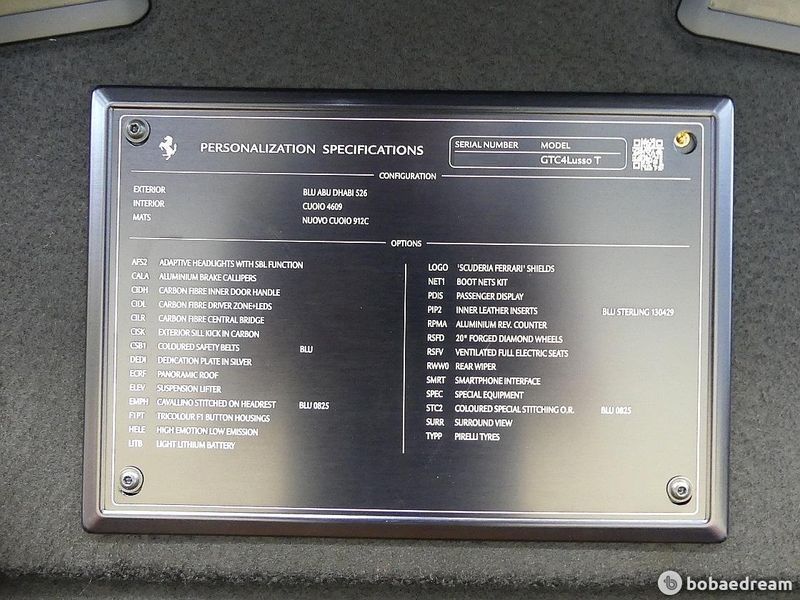 PERSONALIZATION SPECIFICATIONS
SERIAL NUMBER MODEL
GTC4Lusso T
CONFIGURATION
EXTERIOR BLU ABU DHABI 526
INTERIOR CUOIO 4609
MATS NUOVO CUOIO 912C
OPTIONS
AFS2 ADAPTIVE HEADLIGHTS WITH SBL FUNCTION
CALA ALUMINIUM BRAKE CALLIPERS
CIDH CARBON FIBRE INNER DOOR HANDLE
CIDL CARBON FIBRE DRIVER ZONE+LEDS
CILR CARBON FIBRE CENTRAL BRIDGE
CISK EXTERIOR SILL KICK IN CARBON
CSB1 COLOURED SAFETY BELTS BLU
DEDI DEDICATION PLATE IN SILVER
ECRF PANORAMIC ROOF
ELEV SUSPENSION LIFTER
EMPH CAVALLINO STITCHED ON HEADREST BLU 0825
F1PT TRICOLOUR F1 BUTTON HOUSINGS
HELE HIGH EMOTION LOW EMISSION
LITB LIGHT LITHIUM BATTERY
LOGO 'SCUDERIA FERRARI' SHIELDS
NET1 BOOT NETS KIT
PDIS PASSENGER DISPLAY
PIP2 INNER LEATHER INSERTS BLU STERLING 130429
RPMA ALUMINIUM REV. COUNTER
RSFD 20" FORGED DIAMOND WHEELS
RSFV VENTILATED FULL ELECTRIC SEATS
RWW0 REAR WIPER
SMRT SMARTPHONE INTERFACE
SPEC SPECIAL EQUIPMENT
STC2 COLOURED SPECIAL STITCHING O.R. BLU 0825
SURR SURROUND VIEW
TYPP PIRELLI TYRES
bobaedream